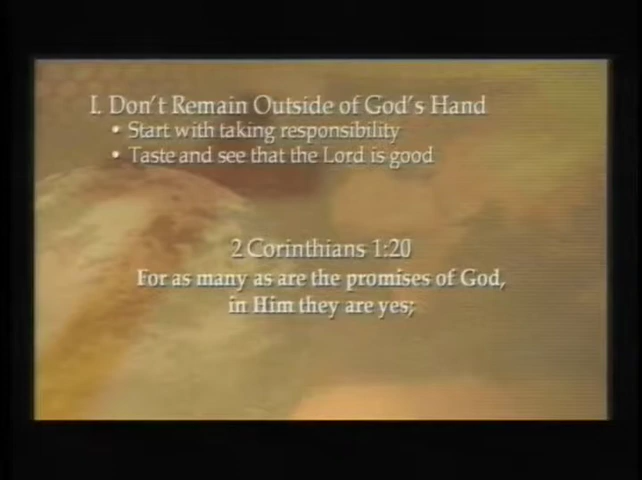 I. Don't Remain Outside of God's Hand
• Start with taking responsibility
• Taste and see that the Lord is good
2 Corinthians 1:20
For as many as are the promises of God,
in Him they are yes;